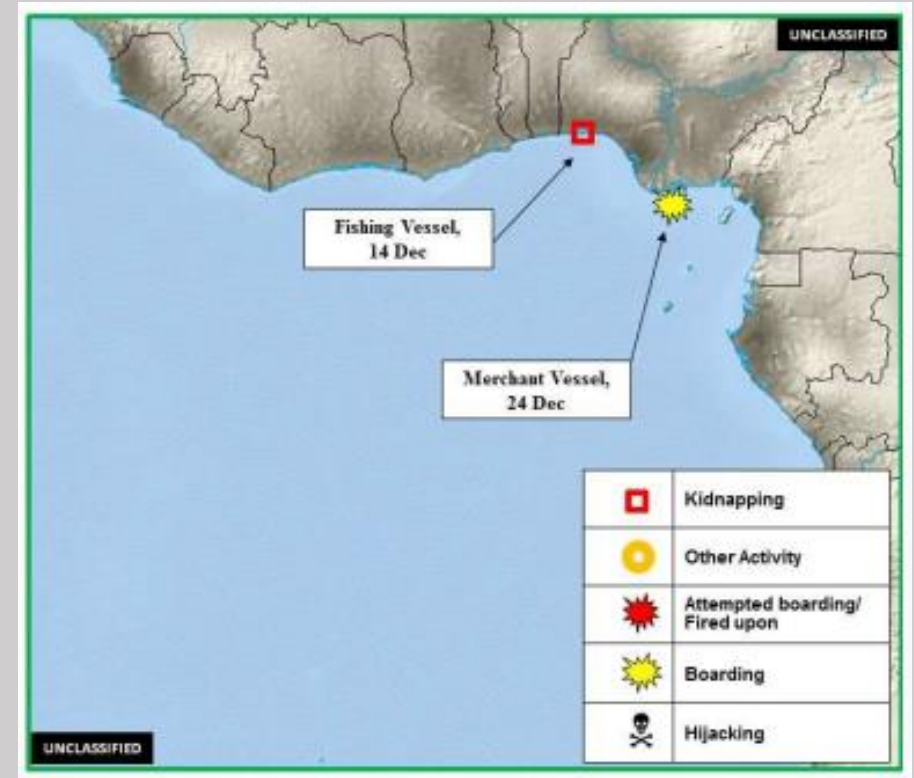 UNCLASSIFIED
Fishing Vessel,
14 Dec
Merchant Vessel,
24 Dec
Kidnapping
Other Activity
Attempted boarding/
Fired upon
Boarding
Hijacking
UNCLASSIFIED